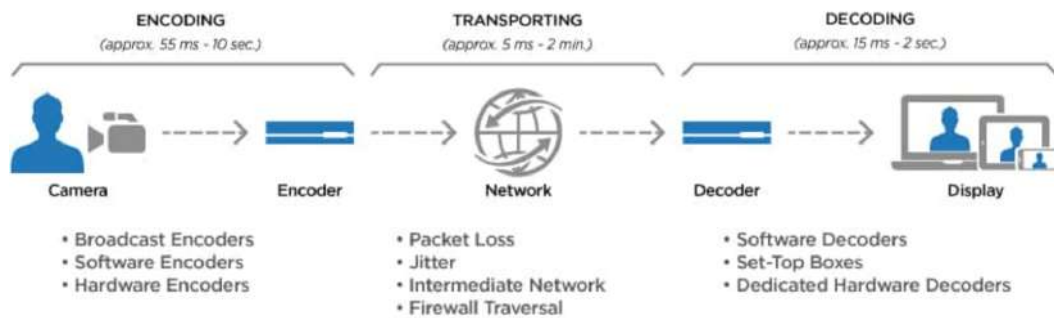 ENCODING
(approx. 55 ms - 10 sec.)
TRANSPORTING
(approx. 5 ms - 2 min.)
DECODING
(approx. 15 ms - 2 sec.)
Camera
Encoder
Network
Decoder
Display
• Broadcast Encoders
• Software Encoders
• Hardware Encoders
• Packet Loss
• Jitter
• Intermediate Network
• Firewall Traversal
• Software Decoders
• Set-Top Boxes
• Dedicated Hardware Decoders